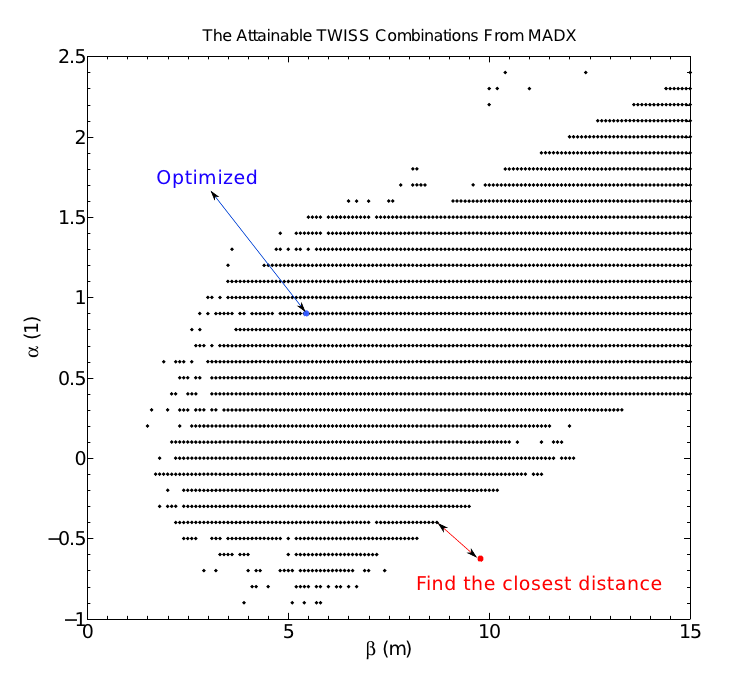 The Attainable TWISS Combinations From MADX
2.5
2
1.5
1
0.5
0
−0.5
−1
α (1)
Optimized
Find the closest distance
0 5 10 15
β (m)